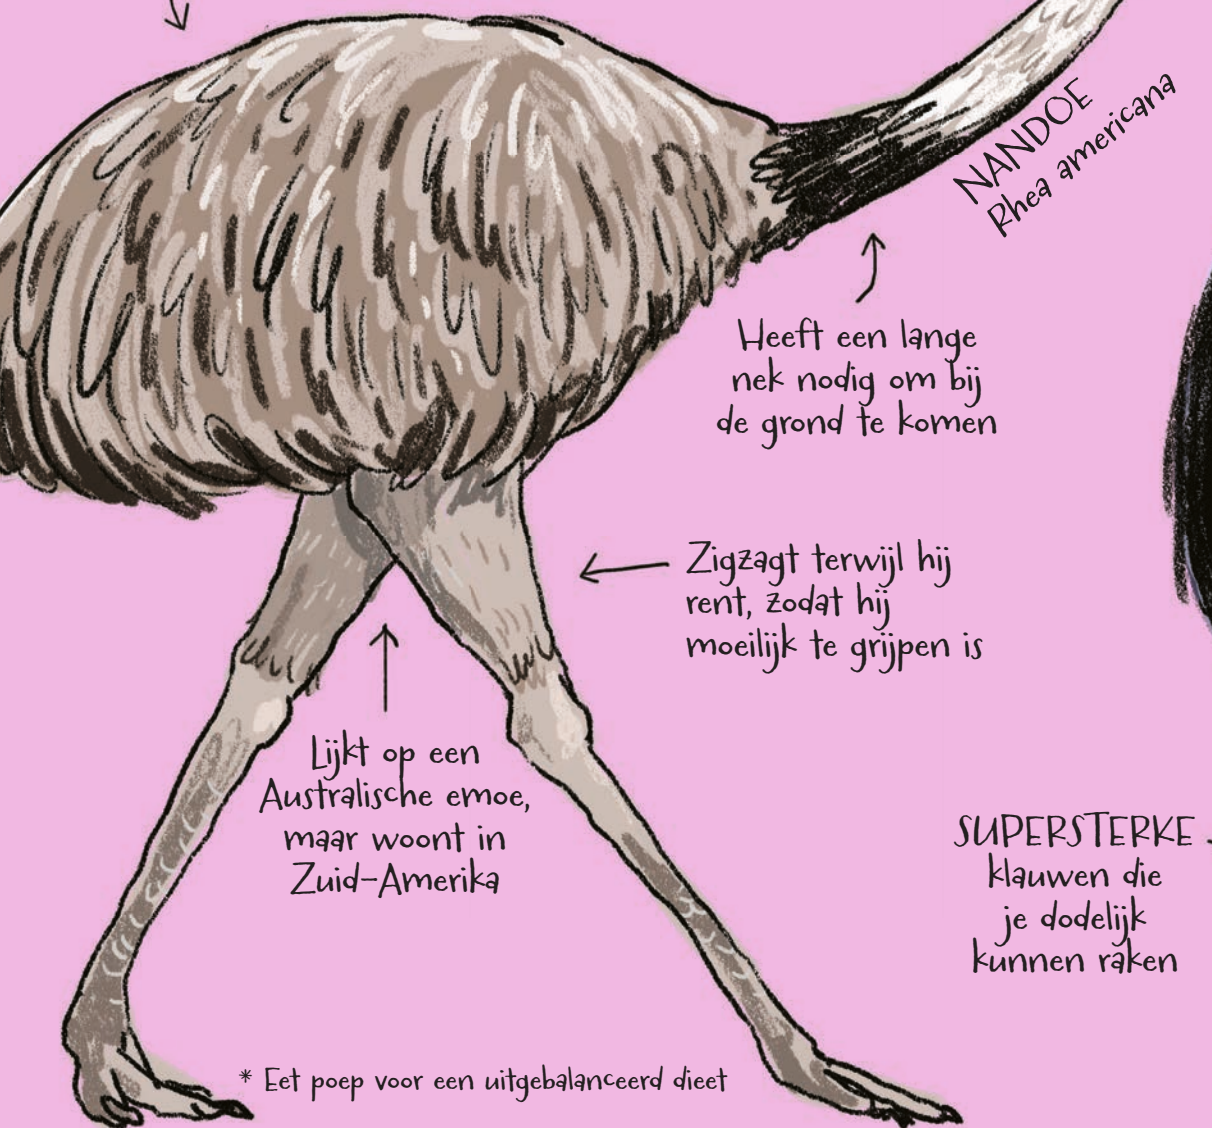 NANDOE
Rhea americana
Heeft een lange
nek nodig om bij
de grond te komen
Zigzagt terwijl hij
rent, zodat hij
moeilijk te grijpen is
Lijkt op een
Australische emoe,
maar woont in
Zuid-Amerika
SUPERSTERKE
klauwen die
je dodelijk
kunnen raken
* Eet poep voor een uitgebalanceerd dieet